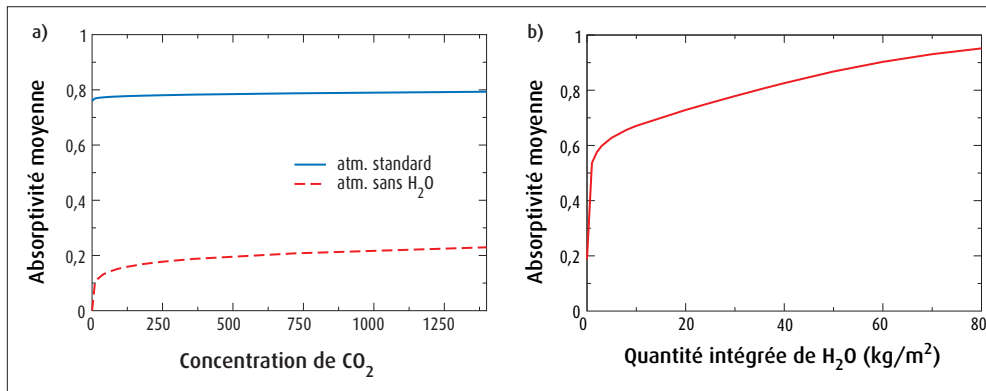 a)
Absorptivité moyenne
1
0,8
0,6
0,4
0,2
0
atm. standard
atm. sans H₂O
0 250 500 750 1000 1250
Concentration de CO₂
b)
Absorptivité moyenne
1
0,8
0,6
0,4
0,2
0
0 20 40 60 80
Quantité intégrée de H₂O (kg/m²)